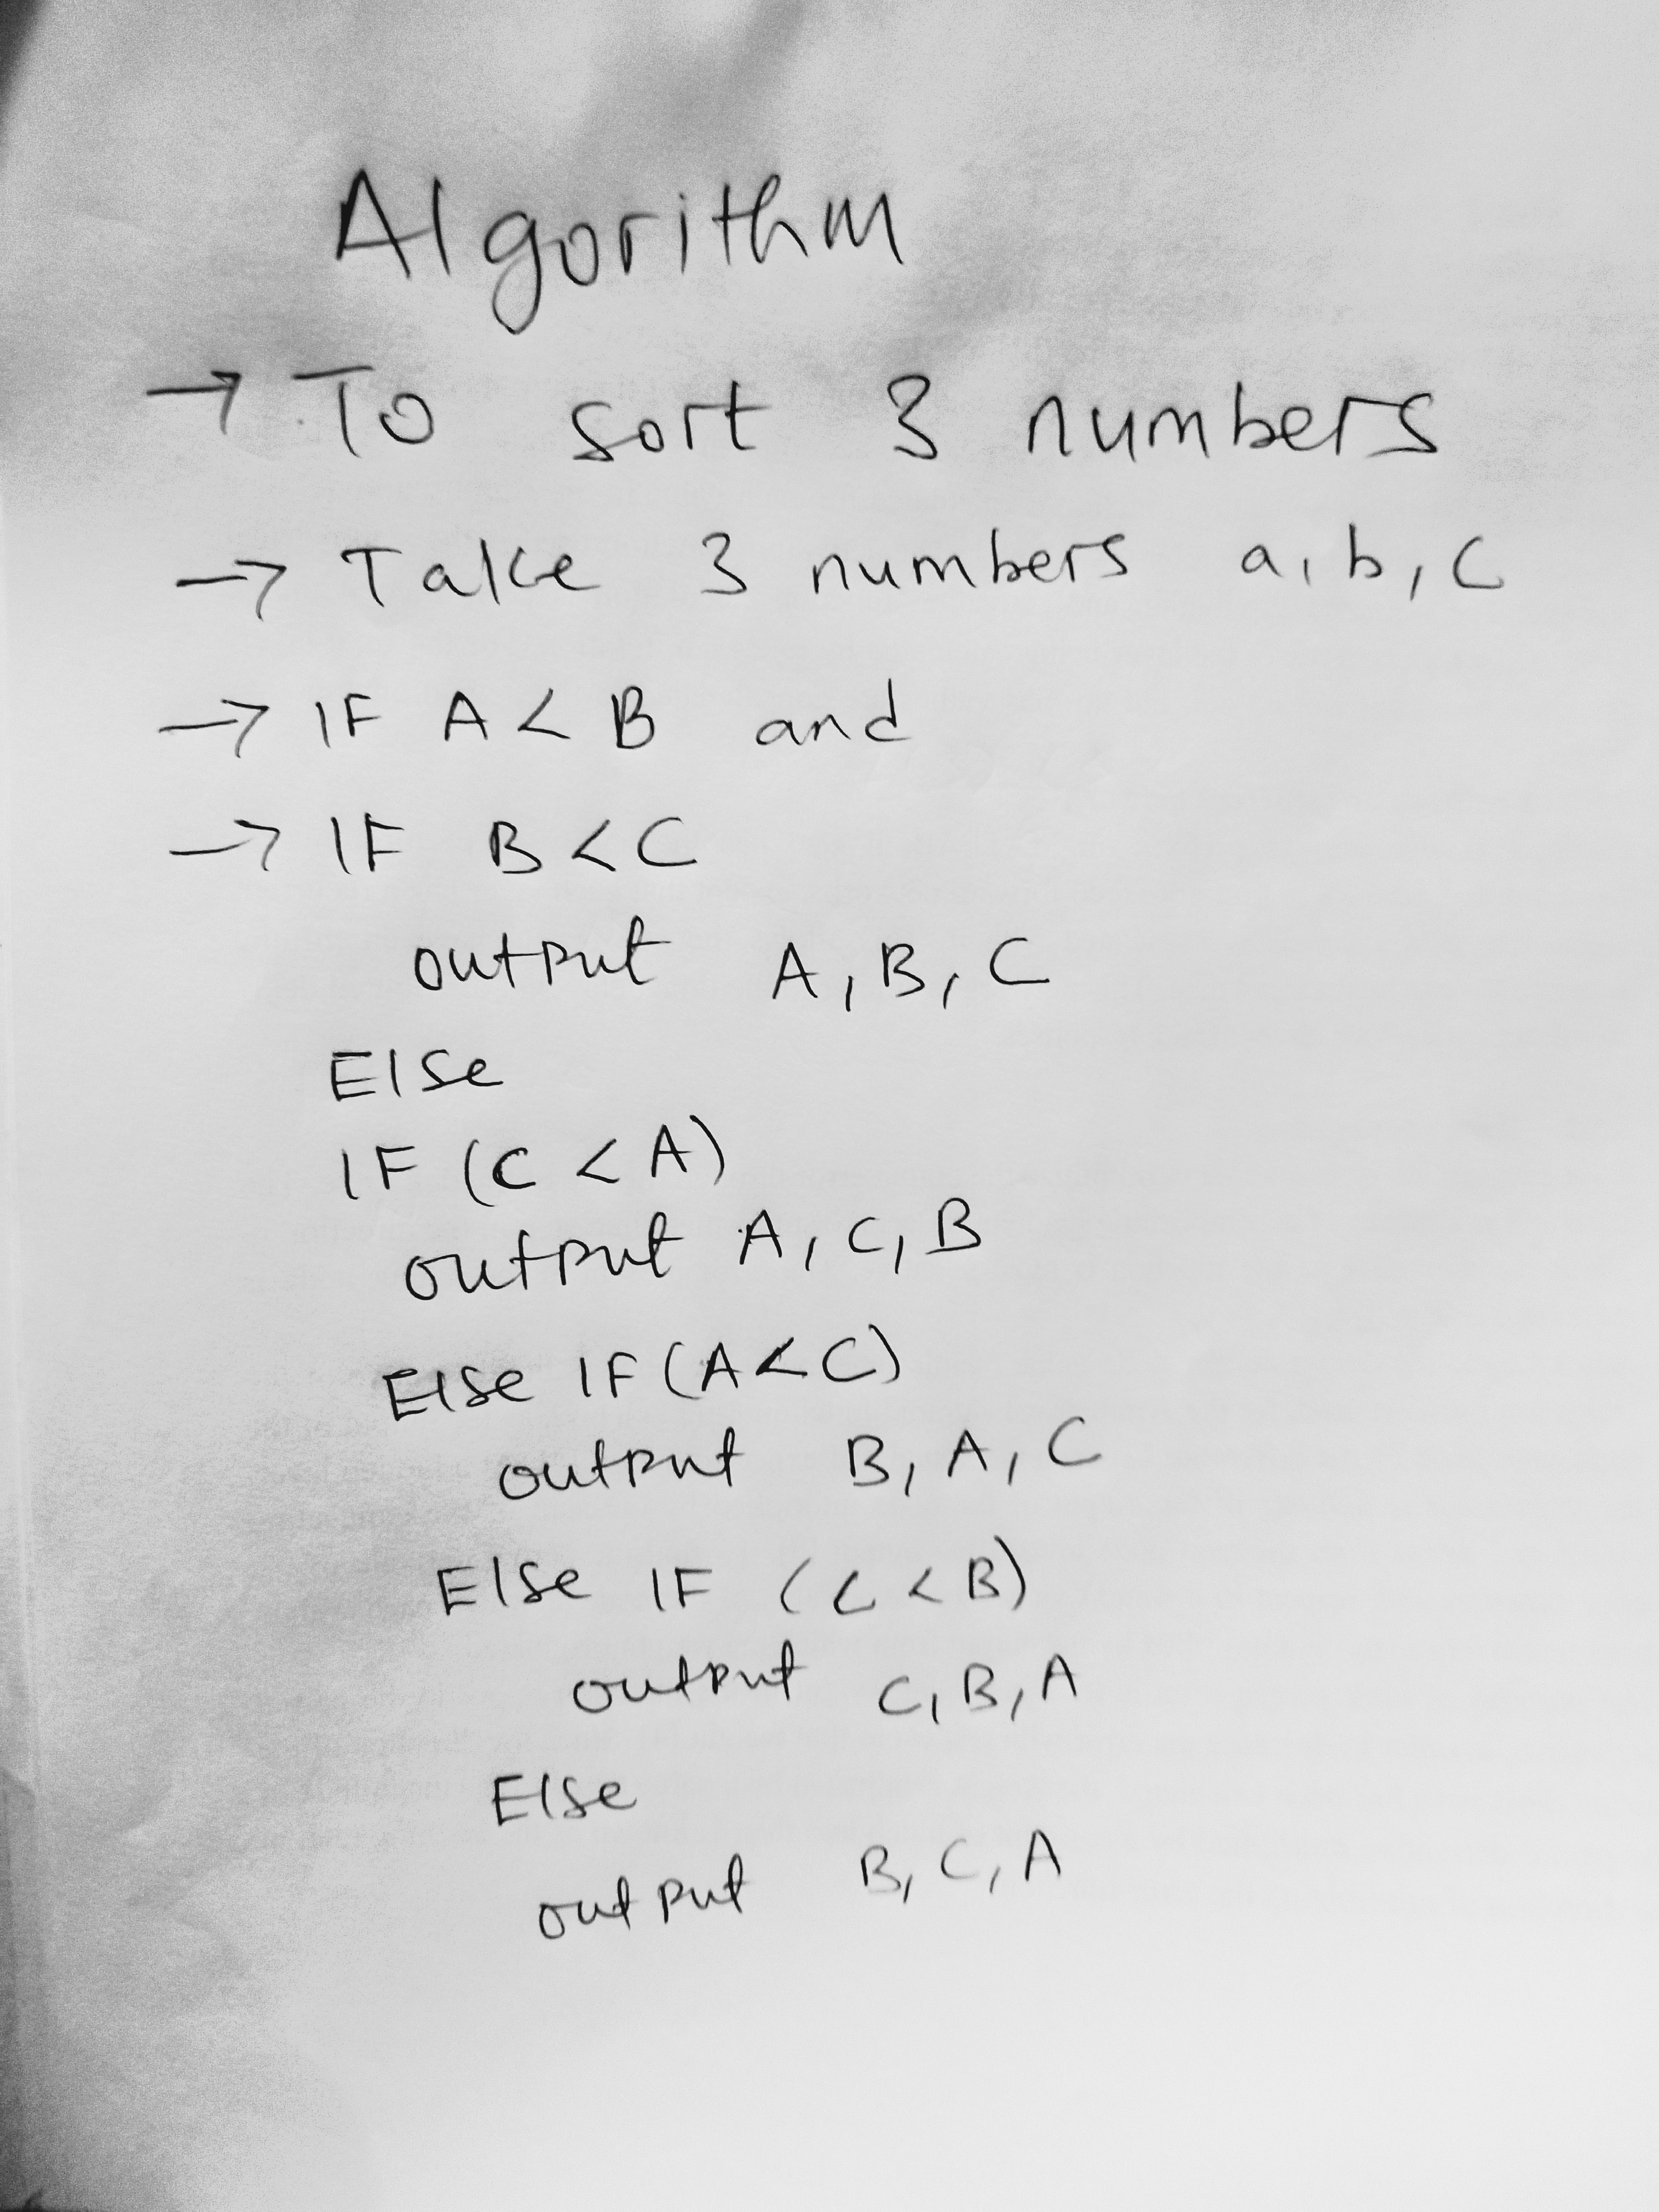 Algorithm
→ To sort 3 numbers
→ Take 3 numbers a, b, c
→ IF A < B and
→ IF B < C
output A, B, C
Else
IF (C < A)
output A, C, B
Else IF (A < C)
output B, A, C
Else IF (C < B)
output C, B, A
Else
output B, C, A